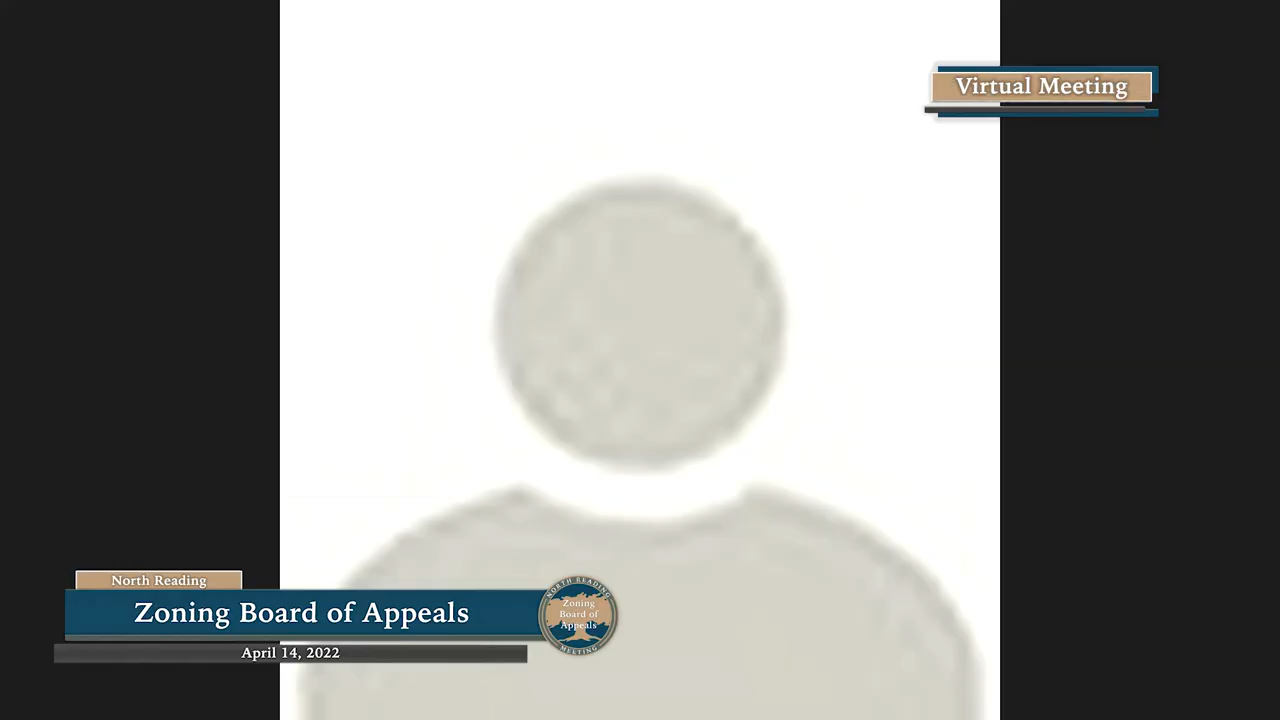 Virtual Meeting
North Reading
Zoning Board of Appeals
April 14, 2022
NORTH READING
Zoning
Board of
Appeals
MEETING